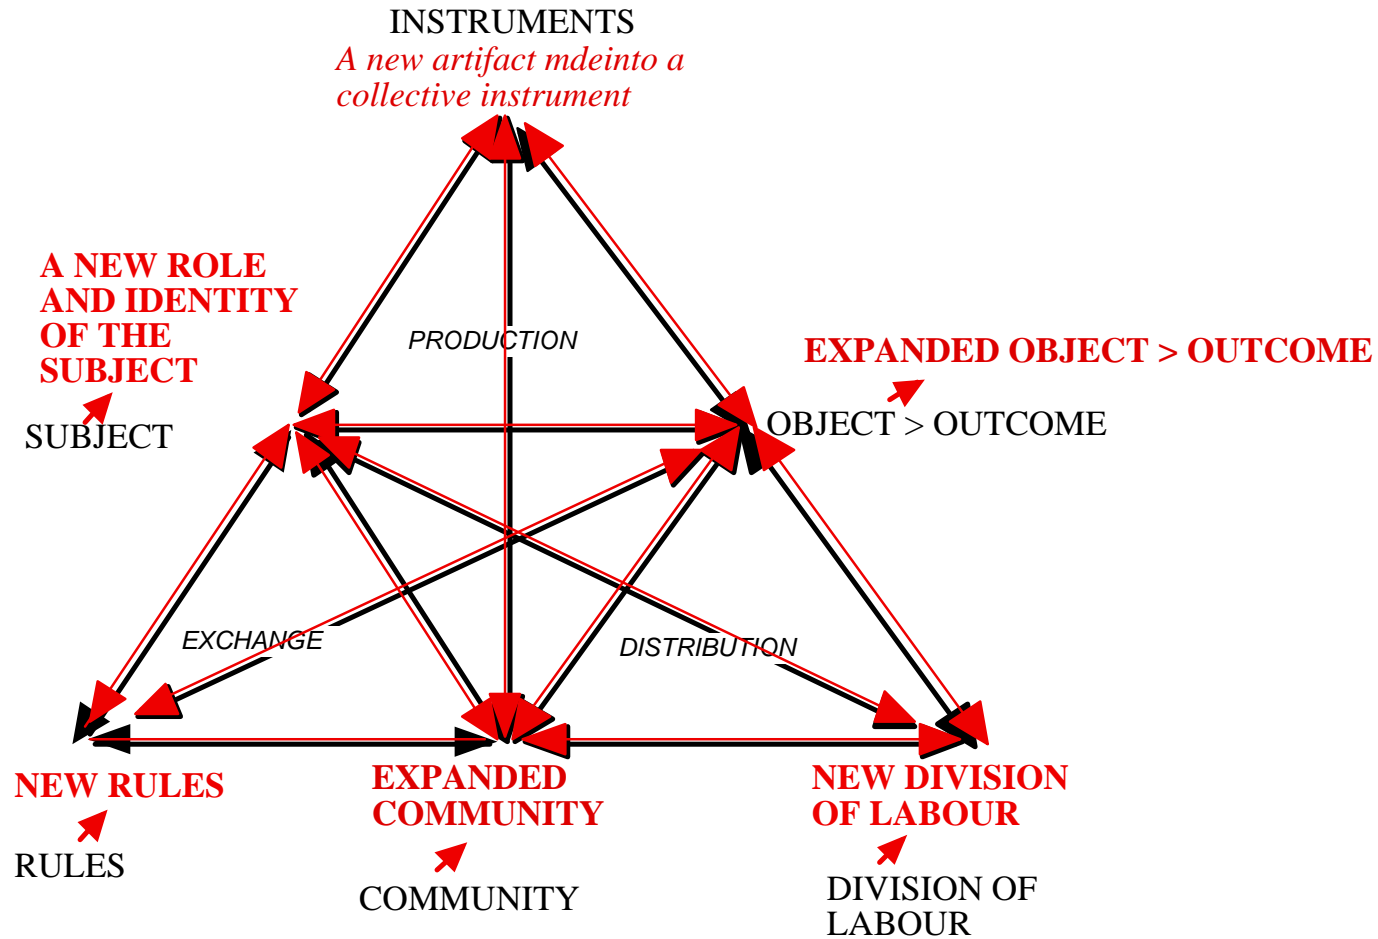 INSTRUMENTS
A new artifact mdeinto a
collective instrument
A NEW ROLE
AND IDENTITY
OF THE
SUBJECT
SUBJECT
PRODUCTION
EXPANDED OBJECT > OUTCOME
OBJECT > OUTCOME
EXCHANGE
DISTRIBUTION
NEW RULES
RULES
EXPANDED
COMMUNITY
COMMUNITY
NEW DIVISION
OF LABOUR
DIVISION OF
LABOUR